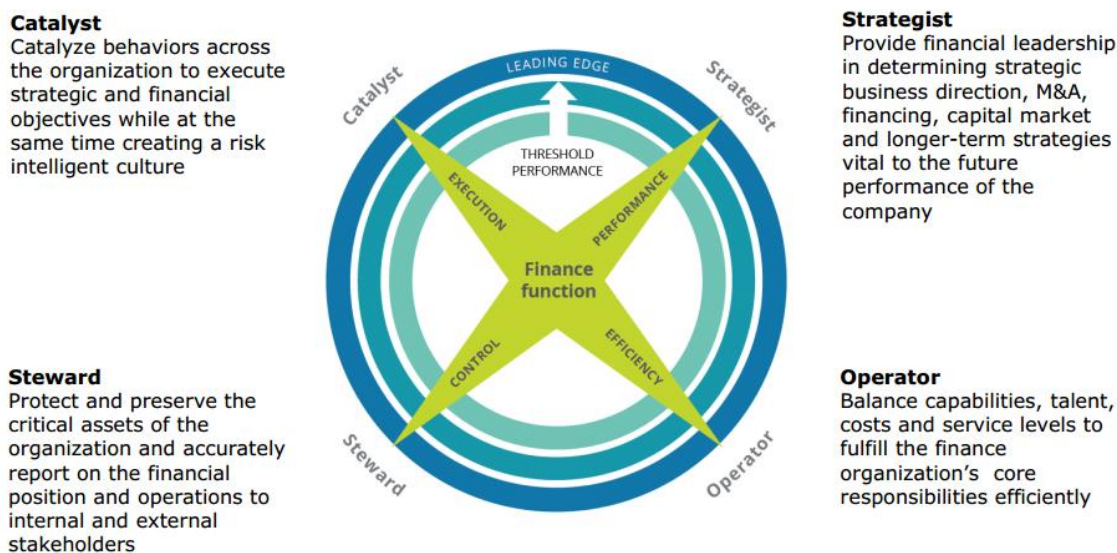 Catalyst
Catalyze behaviors across
the organization to execute
strategic and financial
objectives while at the
same time creating a risk
intelligent culture
Strategist
Provide financial leadership
in determining strategic
business direction, M&A,
financing, capital market
and longer-term strategies
vital to the future
performance of the
company
Catalyst
LEADING EDGE
Strategist
THRESHOLD
PERFORMANCE
EXECUTION
PERFORMANCE
Finance
function
CONTROL
EFFICIENCY
Steward
Operator
Steward
Protect and preserve the
critical assets of the
organization and accurately
report on the financial
position and operations to
internal and external
stakeholders
Operator
Balance capabilities, talent,
costs and service levels to
fulfill the finance
organization's core
responsibilities efficiently